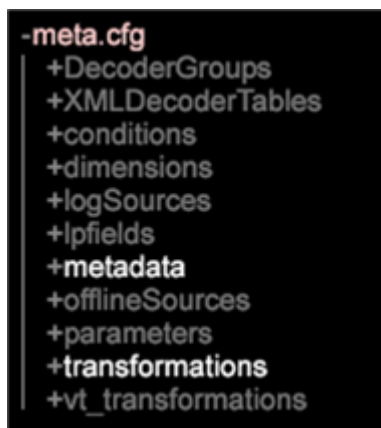 -meta.cfg
+DecoderGroups
+XMLDecoderTables
+conditions
+dimensions
+logSources
+lpfields
+metadata
+offlineSources
+parameters
+transformations
+vt_transformations